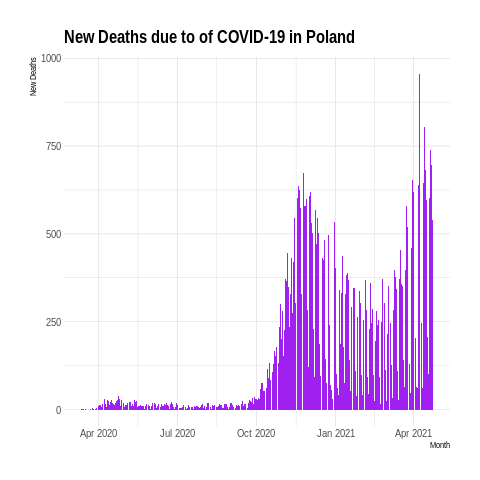 New Deaths due to of COVID-19 in Poland
New Deaths
1000
750
500
250
0
Apr 2020 Jul 2020 Oct 2020 Jan 2021 Apr 2021
Month